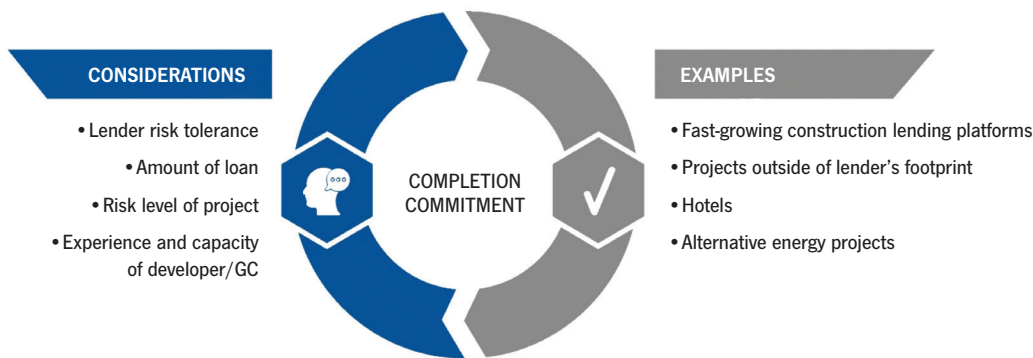 CONSIDERATIONS
• Lender risk tolerance
• Amount of loan
• Risk level of project
• Experience and capacity
of developer/GC
COMPLETION
COMMITMENT
EXAMPLES
• Fast-growing construction lending platforms
• Projects outside of lender’s footprint
• Hotels
• Alternative energy projects